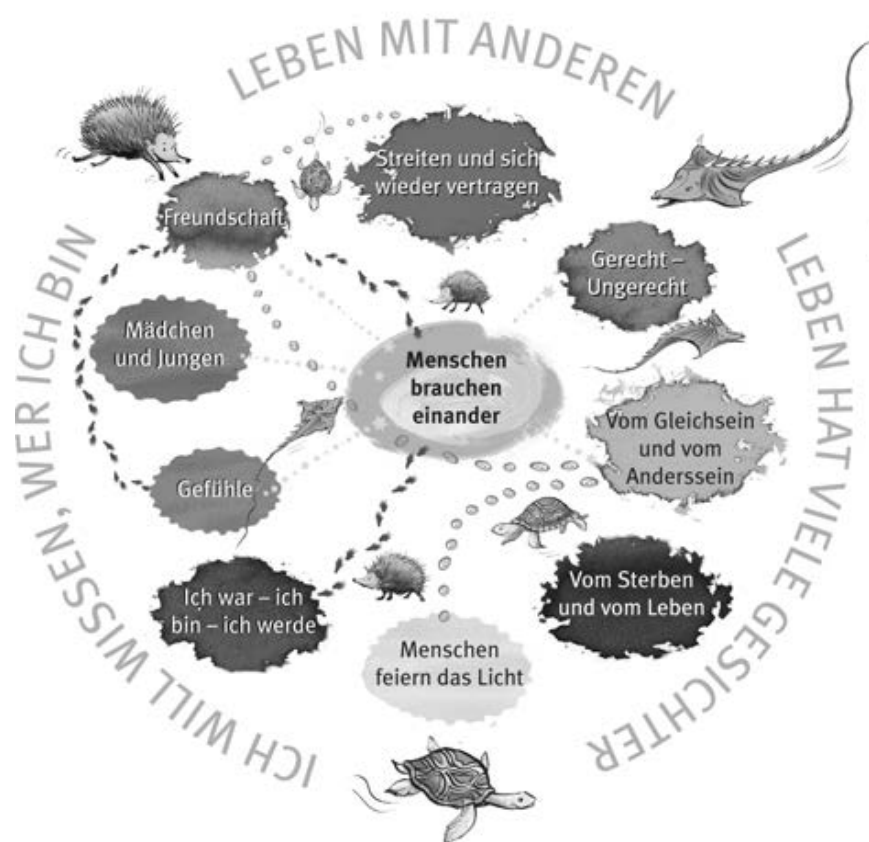 LEBEN MIT ANDEREN
Streiten und sich
wieder vertragen
Freundschaft
Gerecht –
Ungerecht
Mädchen
und Jungen
Menschen
brauchen
einander
Vom Gleichsein
und vom
Anderssein
Gefühle
Ich war – ich
bin – ich werde
Vom Sterben
und vom Leben
Menschen
feiern das Licht
ICH WILL WISSEN, WER ICH BIN
LEBEN HAT VIELE GESICHTER